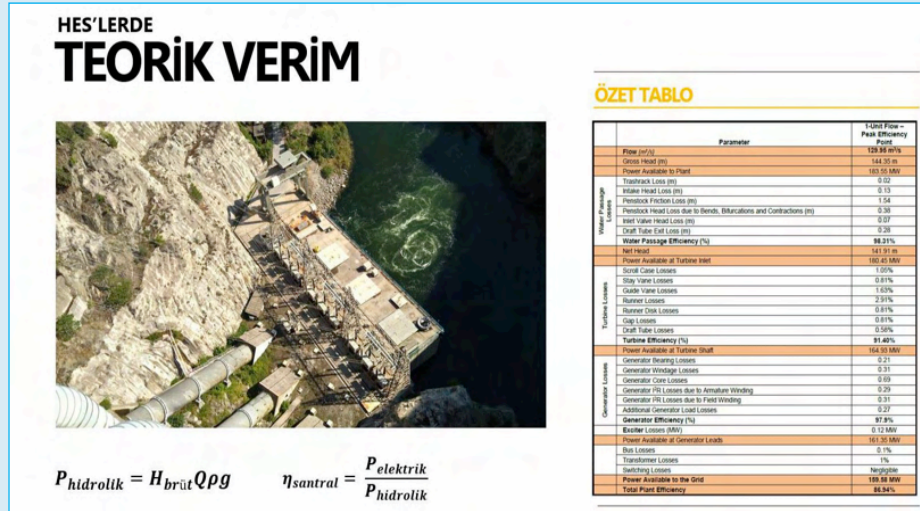 HES'LERDE
TEORİK VERİM
ÖZET TABLO
Parameter 1-Unit Flow – Peak Efficiency Point
Flow (m³/s) 129.95 m³/s
Gross Head (m) 144.35 m
Power Available to Plant 183.55 MW
Water Passage Losses
Trashrack Loss (m) 0.02
Intake Head Loss (m) 0.13
Penstock Friction Loss (m) 1.54
Penstock Head Loss due to Bends, Bifurcations and Contractions (m) 0.38
Inlet Valve Head Loss (m) 0.07
Draft Tube Exit Loss (m) 0.28
Water Passage Efficiency (%) 98.31%
Net Head 141.91 m
Power Available at Turbine Inlet 180.45 MW
Turbine Losses
Scroll Case Losses 1.05%
Stay Vane Losses 0.81%
Guide Vane Losses 1.63%
Runner Losses 2.91%
Runner Disk Losses 0.81%
Gap Losses 0.81%
Draft Tube Losses 0.58%
Turbine Efficiency (%) 91.40%
Power Available at Turbine Shaft 164.93 MW
Generator Losses
Generator Bearing Losses 0.21
Generator Windage Losses 0.31
Generator Core Losses 0.69
Generator I²R Losses due to Armature Winding 0.29
Generator I²R Losses due to Field Winding 0.31
Additional Generator Load Losses 0.27
Generator Efficiency (%) 97.9%
Exciter Losses (MW) 0.12 MW
Power Available at Generator Leads 161.35 MW
Bus Losses 0.1%
Transformer Losses 1%
Switching Losses Negligible
Power Available to the Grid 159.58 MW
Total Plant Efficiency 86.94%
P_hidrolik = H_brüt Qρg η_santral = P_elektrik / P_hidrolik